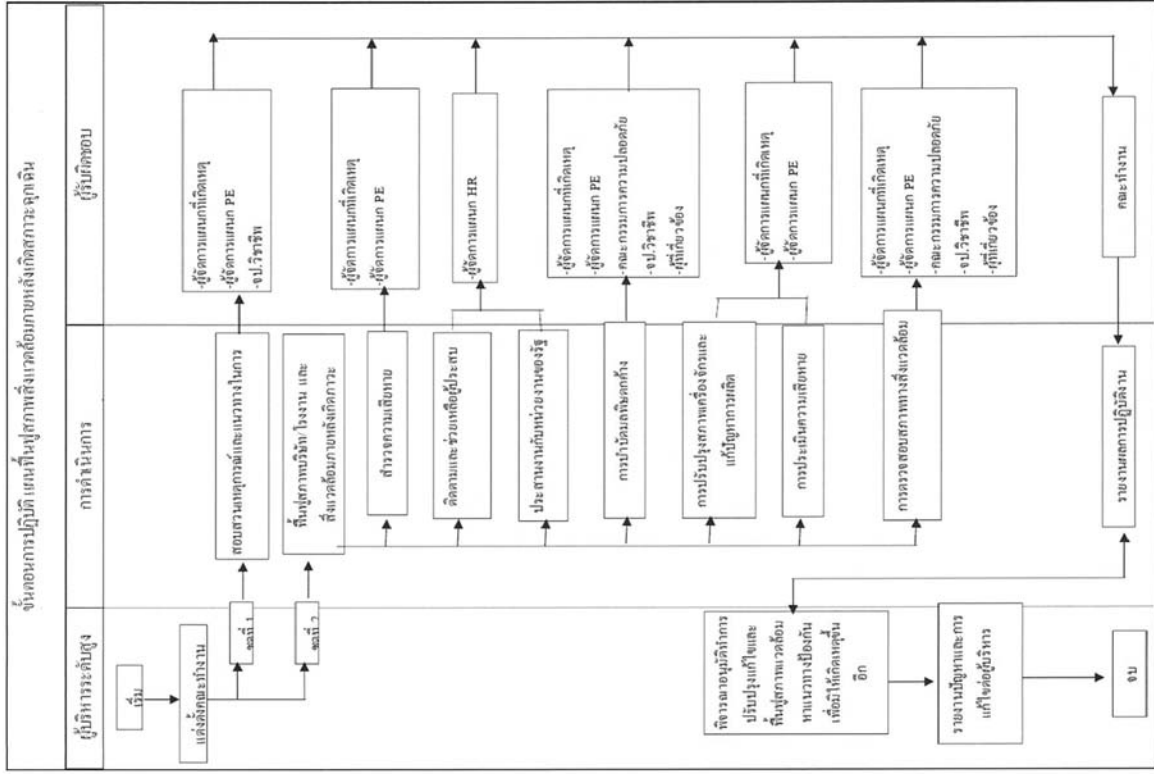 ขั้นตอนการปฏิบัติ แผนฟื้นฟูสภาพสิ่งแวดล้อมภายหลังเกิดสภาวะฉุกเฉิน
ผู้บริหารระดับสูง
การดำเนินการ
ผู้รับผิดชอบ
เริ่ม
แต่งตั้งคณะทำงาน
ชุดที่ 1
สอบสวนเหตุการณ์และแนวทางในการ
-ผู้จัดการแผนกที่เกิดเหตุ
-ผู้จัดการแผนก PE
-จป.วิชาชีพ
ชุดที่ 2
ฟื้นฟูสภาพบริษัท/โรงงาน และ
สิ่งแวดล้อมภายหลังเกิดภาวะ
สำรวจความเสียหาย
-ผู้จัดการแผนกที่เกิดเหตุ
-ผู้จัดการแผนก PE
ติดตามและช่วยเหลือผู้ประสบ
ประสานงานกับหน่วยงานของรัฐ
-ผู้จัดการแผนก HR
การบำบัดมลพิษตกค้าง
-ผู้จัดการแผนกที่เกิดเหตุ
-ผู้จัดการแผนก PE
-คณะกรรมการความปลอดภัย
-จป.วิชาชีพ
-ผู้ที่เกี่ยวข้อง
การปรับปรุงสภาพเครื่องจักรและ
แก้ปัญหาการผลิต
การประเมินความเสียหาย
-ผู้จัดการแผนกที่เกิดเหตุ
-ผู้จัดการแผนก PE
การตรวจสอบสภาพทางสิ่งแวดล้อม
-ผู้จัดการแผนกที่เกิดเหตุ
-ผู้จัดการแผนก PE
-คณะกรรมการความปลอดภัย
-จป.วิชาชีพ
-ผู้ที่เกี่ยวข้อง
คณะทำงาน
รายงานผลการปฏิบัติงาน
พิจารณาอนุมัติทำการ
ปรับปรุงแก้ไขและ
ฟื้นฟูสภาพแวดล้อม
หาแนวทางป้องกัน
เพื่อมิให้เกิดเหตุขึ้น
อีก
รายงานปัญหาและการ
แก้ไขต่อผู้บริหาร
จบ